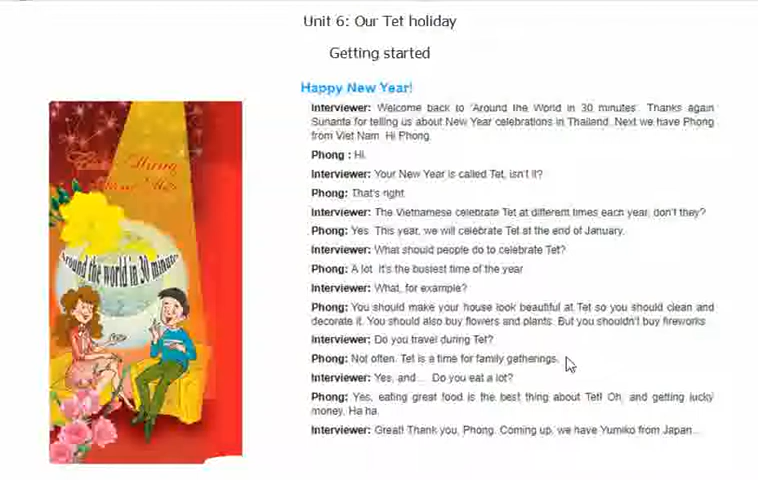 Unit 6: Our Tet holiday
Getting started
Happy New Year!
Interviewer: Welcome back to 'Around the World in 30 minutes'. Thanks again
Sunanta for telling us about New Year celebrations in Thailand. Next we have Phong
from Viet Nam. Hi Phong.
Phong : Hi.
Interviewer: Your New Year is called Tet, isn't it?
Phong: That's right
Interviewer: The Vietnamese celebrate Tet at different times each year, don't they?
Phong: Yes. This year, we will celebrate Tet at the end of January.
Interviewer: What should people do to celebrate Tet?
Phong: A lot. It's the busiest time of the year
Interviewer: What, for example?
Phong: You should make your house look beautiful at Tet so you should clean and
decorate it. You should also buy flowers and plants. But you shouldn't buy fireworks
Interviewer: Do you travel during Tet?
Phong: Not often. Tet is a time for family gatherings.
Interviewer: Yes, and... Do you eat a lot?
Phong: Yes, eating great food is the best thing about Tet! Oh, and getting lucky
money. Ha ha.
Interviewer: Great! Thank you, Phong. Coming up, we have Yumiko from Japan...
Around the world in 30 minutes